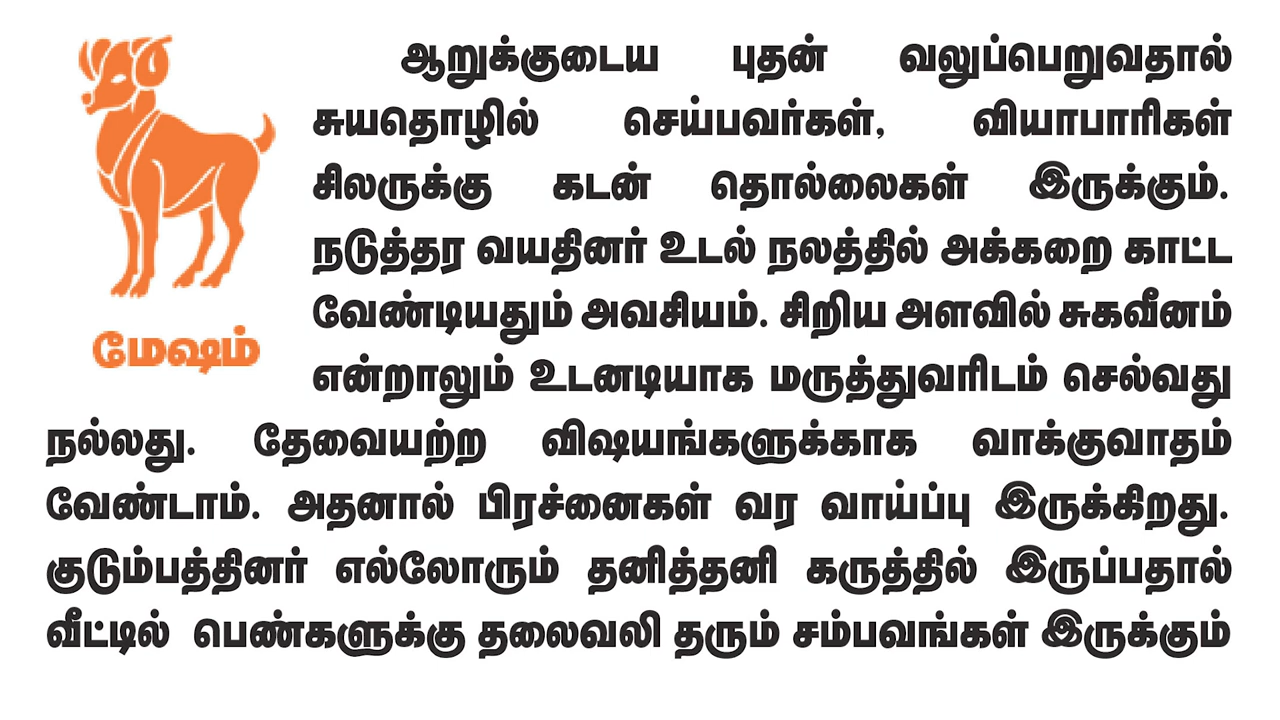 ஆறுக்குடைய புதன் வலுப்பெறுவதால்
சுயதொழில் செய்பவர்கள், வியாபாரிகள்
சிலருக்கு கடன் தொல்லைகள் இருக்கும்.
நடுத்தர வயதினர் உடல் நலத்தில் அக்கறை காட்ட
வேண்டியதும் அவசியம். சிறிய அளவில் சுகவீனம்
என்றாலும் உடனடியாக மருத்துவரிடம் செல்வது
மேஷம்
நல்லது. தேவையற்ற விஷயங்களுக்காக வாக்குவாதம்
வேண்டாம். அதனால் பிரச்னைகள் வர வாய்ப்பு இருக்கிறது.
குடும்பத்தினர் எல்லோரும் தனித்தனி கருத்தில் இருப்பதால்
வீட்டில் பெண்களுக்கு தலைவலி தரும் சம்பவங்கள் இருக்கும்